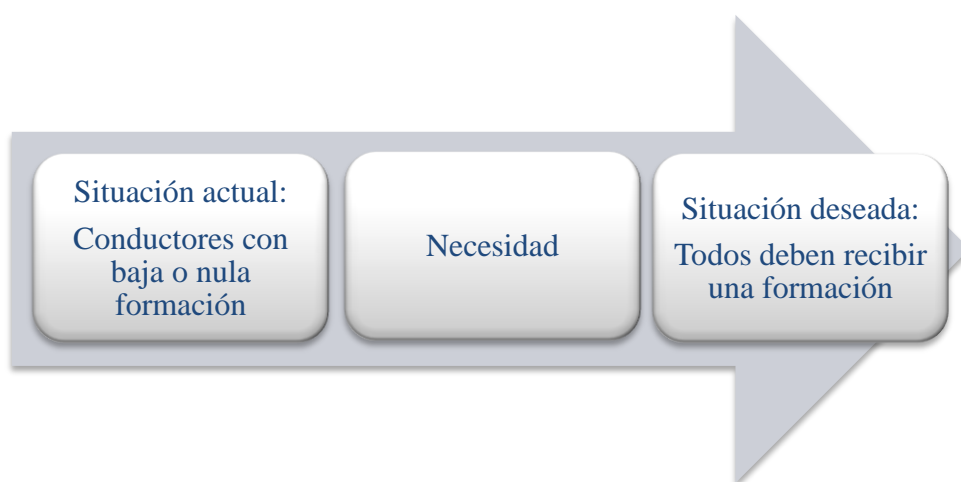 Situación actual:
Conductores con
baja o nula
formación
Necesidad
Situación deseada:
Todos deben recibir
una formación